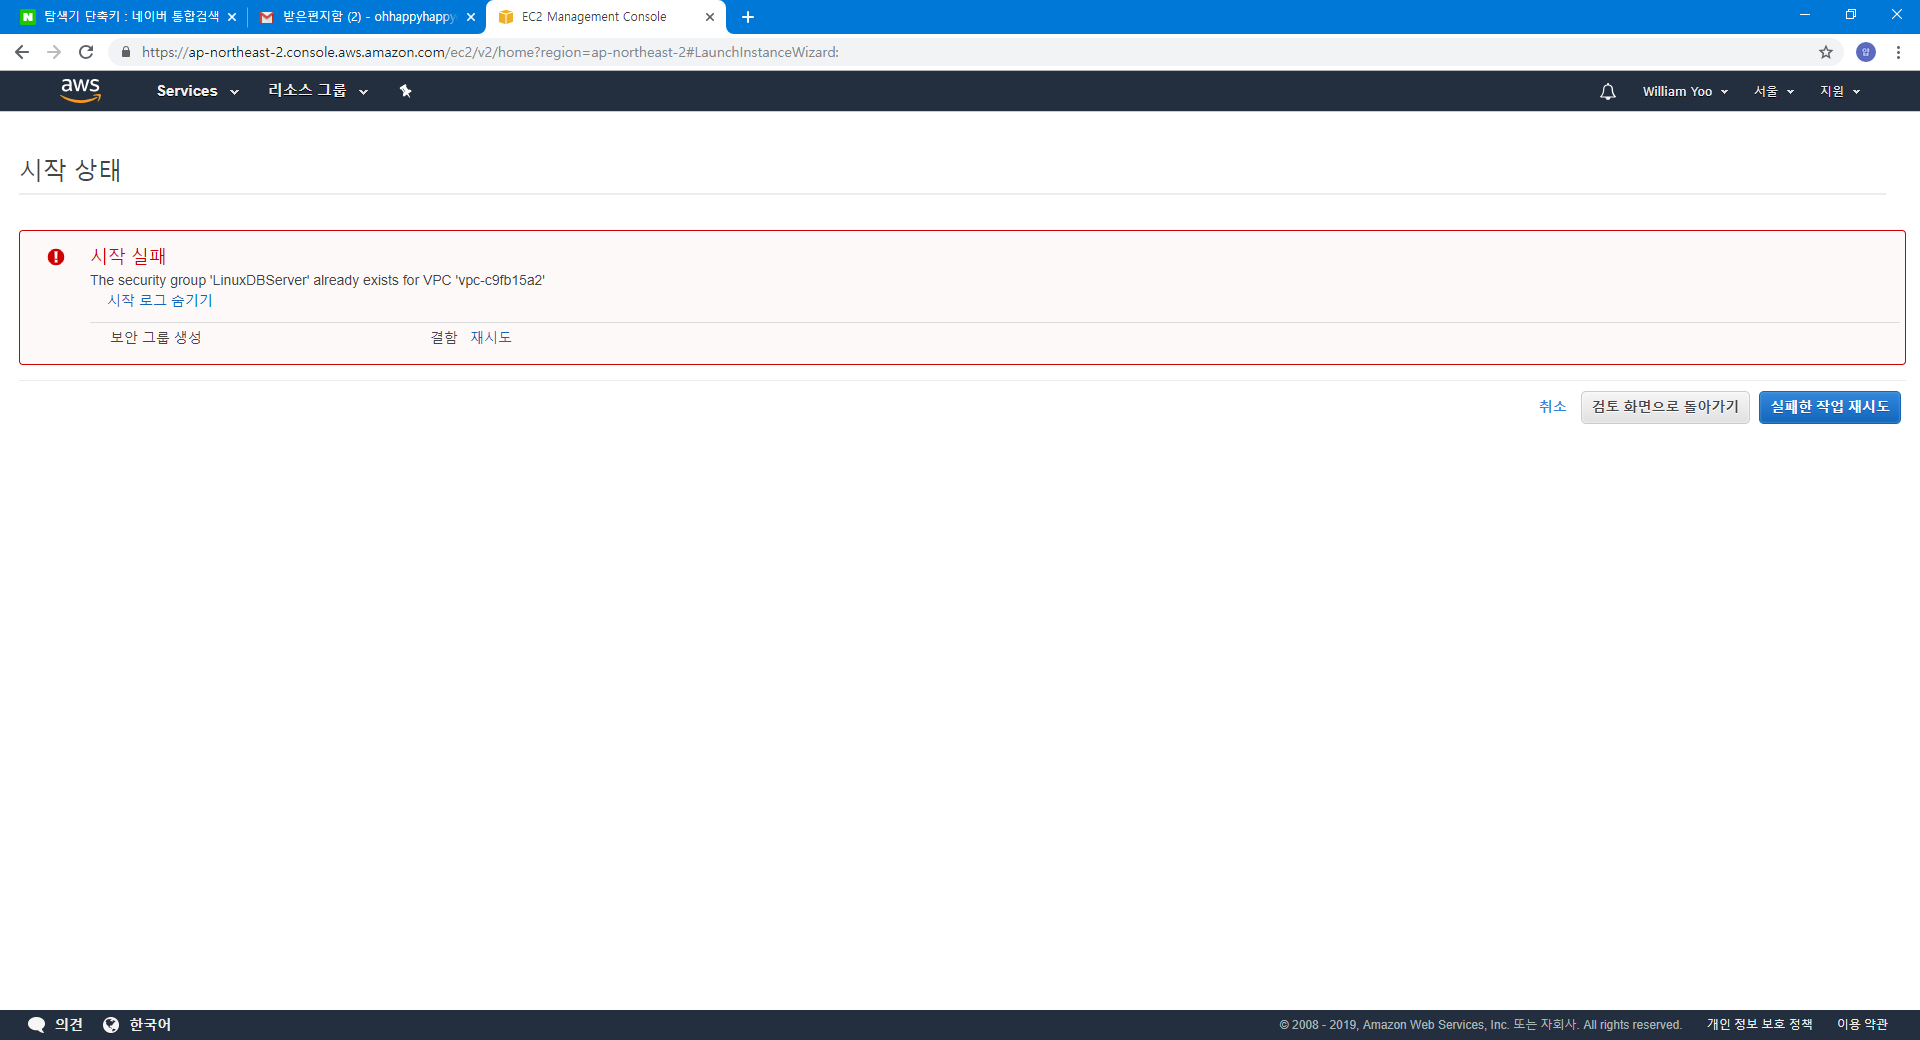 탐색기 단축키 : 네이버 통합검색
받은편지함 (2) - ohhappyhappy
EC2 Management Console
https://ap-northeast-2.console.aws.amazon.com/ec2/v2/home?region=ap-northeast-2#LaunchInstanceWizard:
aws
Services
리소스 그룹
William Yoo
서울
지원
시작 상태
시작 실패
The security group 'LinuxDBServer' already exists for VPC 'vpc-c9fb15a2'
시작 로그 숨기기
보안 그룹 생성 결함 재시도
취소 검토 화면으로 돌아가기 실패한 작업 재시도
의견 한국어
© 2008 - 2019, Amazon Web Services, Inc. 또는 자회사. All rights reserved. 개인 정보 보호 정책 이용 약관